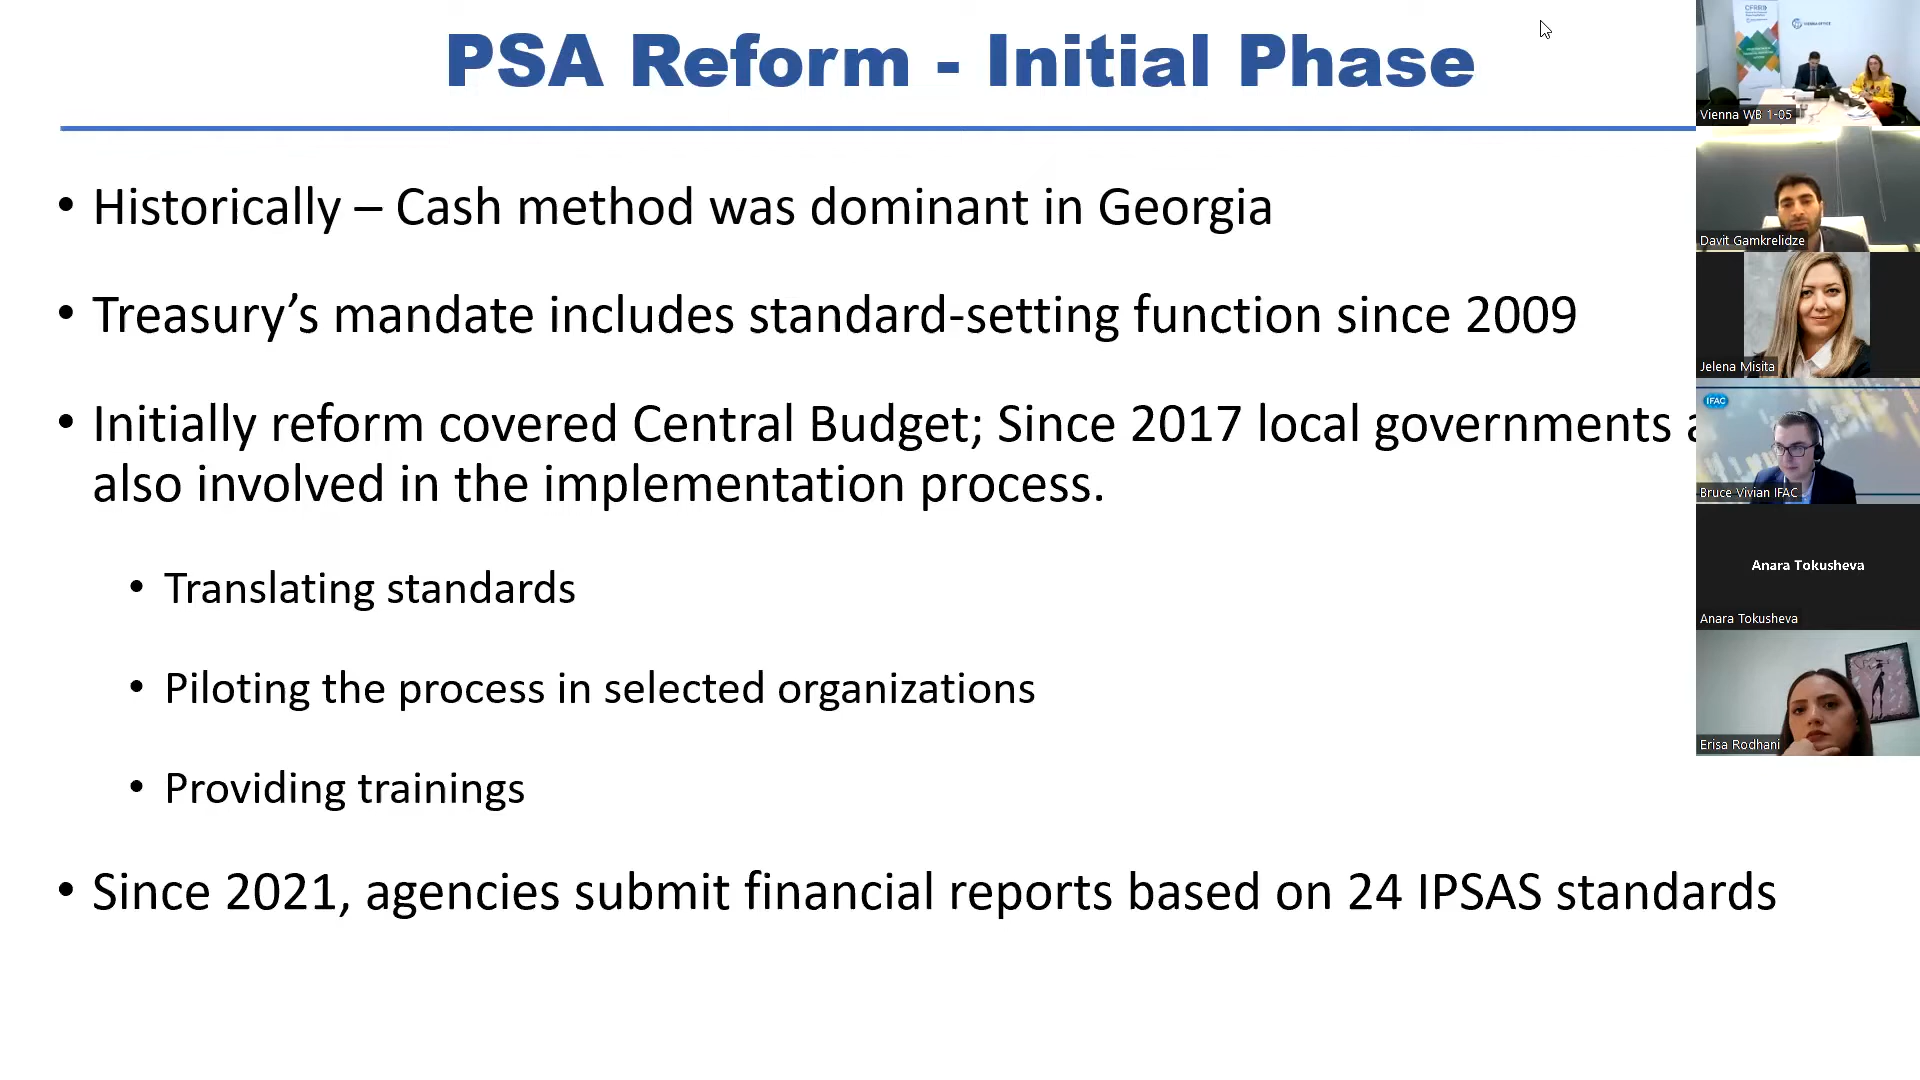 PSA Reform - Initial Phase
• Historically – Cash method was dominant in Georgia
• Treasury’s mandate includes standard-setting function since 2009
• Initially reform covered Central Budget; Since 2017 local governments
also involved in the implementation process.
• Translating standards
• Piloting the process in selected organizations
• Providing trainings
• Since 2021, agencies submit financial reports based on 24 IPSAS standards
CFRR
VIENNA OFFICE
Vienna WB 1-05
Davit Gamkrelidze
Jelena Misita
IFAC
Bruce Vivian IFAC
Anara Tokusheva
Anara Tokusheva
Erisa Rodhani